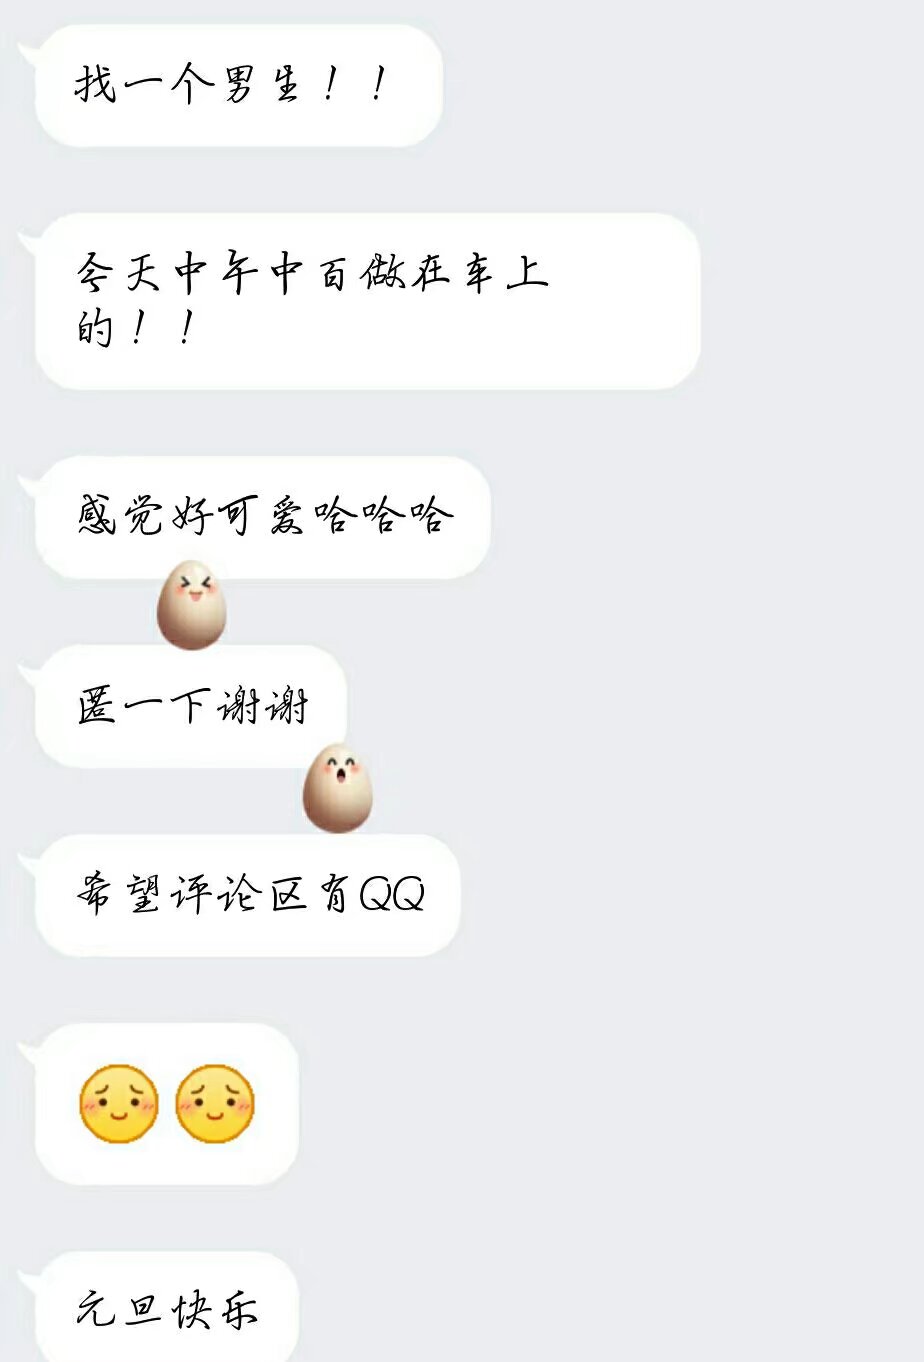 找一个男生！！
今天中午中百做在车上
的！！
感觉好可爱哈哈哈
匿一下谢谢
希望评论区有QQ
元旦快乐